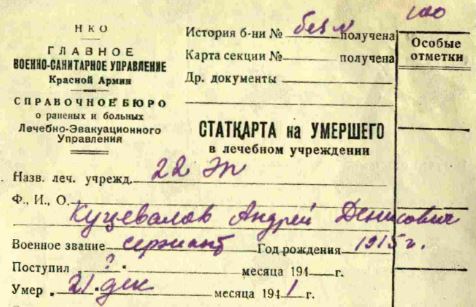 100
Н К О
ГЛАВНОЕ
ВОЕННО-САНИТАРНОЕ УПРАВЛЕНИЕ
Красной Армии
СПРАВОЧНОЕ БЮРО
о раненых и больных
Лечебно-Эвакуационного
Управления
История б-ни № без № получена
Карта секции № получена
Др. документы
Особые
отметки
СТАТКАРТА на УМЕРШЕГО
в лечебном учреждении
Назв. леч. учрежд. 22 ЭП
Ф., И., О.
Куцевалов Андрей Денисович
Военное звание сержант Год рождения 1915 г.
Поступил ? месяца 194 г.
Умер 21. дек месяца 1941 г.